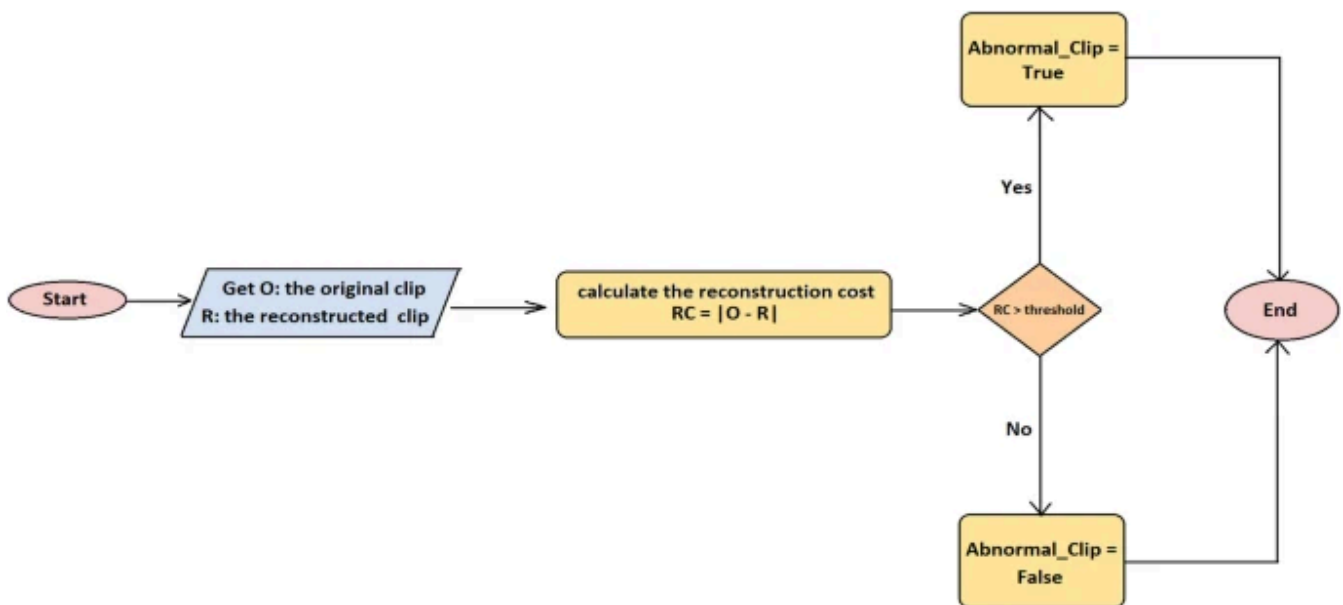 Start
Get O: the original clip
R: the reconstructed clip
calculate the reconstruction cost
RC = |O - R|
RC > threshold
Yes
Abnormal_Clip =
True
No
Abnormal_Clip =
False
End